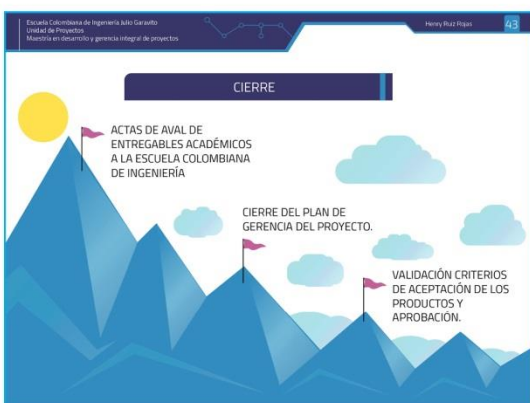 Escuela Colombiana de Ingeniería Julio Garavito
Unidad de Proyectos
Maestría en desarrollo y gerencia integral de proyectos
Henry Ruiz Rojas
43
CIERRE
ACTAS DE AVAL DE
ENTREGABLES ACADÉMICOS
A LA ESCUELA COLOMBIANA
DE INGENIERÍA
CIERRE DEL PLAN DE
GERENCIA DEL PROYECTO.
VALIDACIÓN CRITERIOS
DE ACEPTACIÓN DE LOS
PRODUCTOS Y
APROBACIÓN.